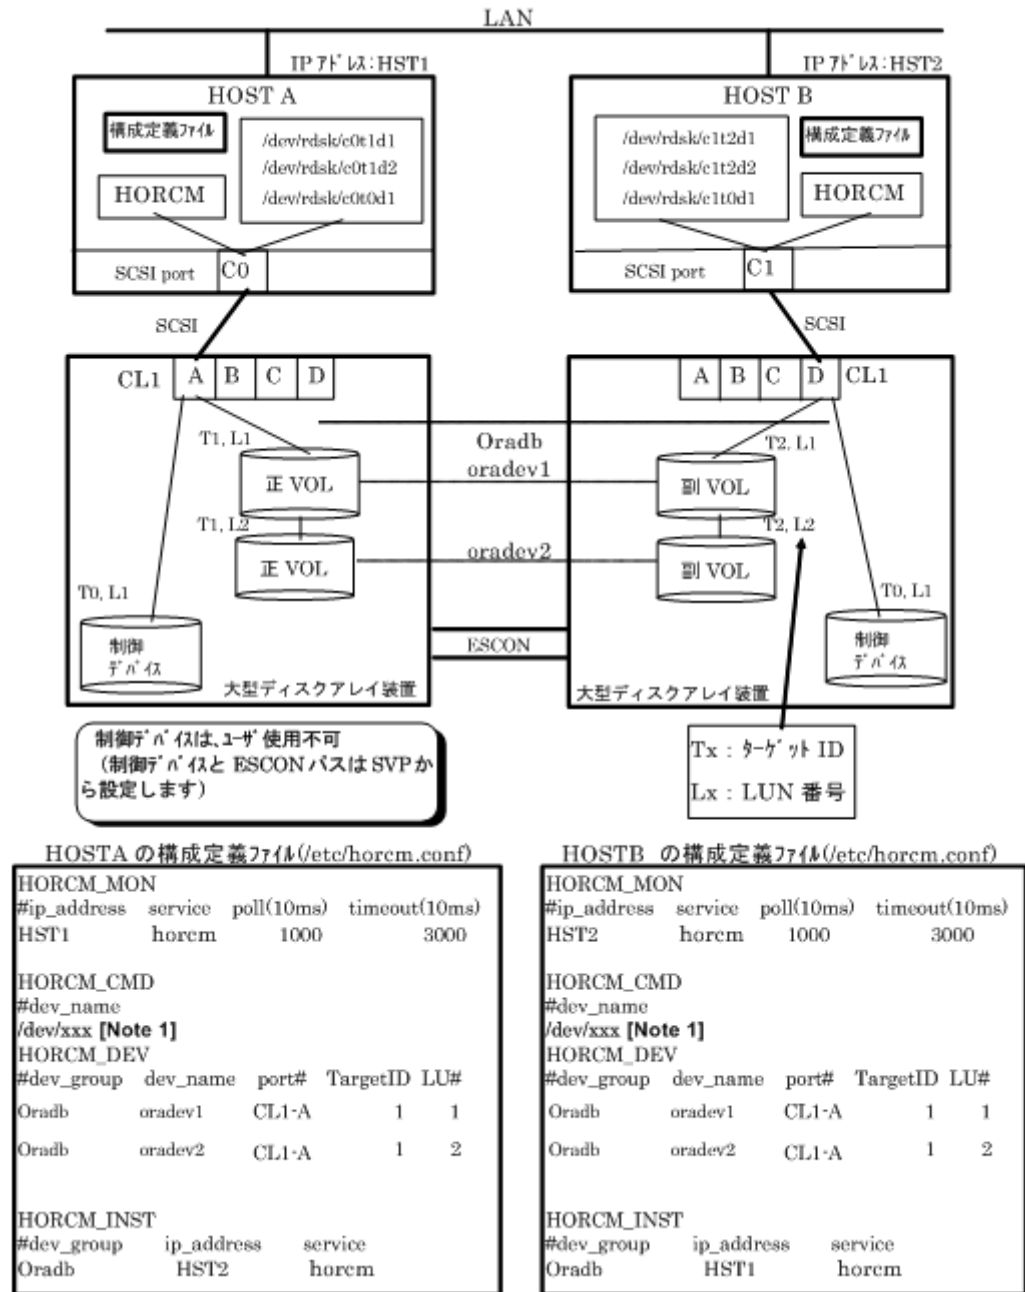 LAN
IP ｱﾄﾞﾚｽ:HST1
IP ｱﾄﾞﾚｽ:HST2
HOST A
構成定義ﾌｧｲﾙ
/dev/rdsk/c0t1d1
/dev/rdsk/c0t1d2
/dev/rdsk/c0t0d1
HORCM
SCSI port
C0
HOST B
/dev/rdsk/c1t2d1
/dev/rdsk/c1t2d2
/dev/rdsk/c1t0d1
構成定義ﾌｧｲﾙ
HORCM
SCSI port
C1
SCSI
SCSI
CL1 A B C D
A B C D CL1
T1, L1
Oradb
oradev1
T2, L1
正 VOL
副 VOL
T1, L2
T2, L2
oradev2
正 VOL
副 VOL
T0, L1
T0, L1
制御
ﾃﾞﾊﾞｲｽ
制御
ﾃﾞﾊﾞｲｽ
ESCON
大型ディスクアレイ装置
大型ディスクアレイ装置
制御ﾃﾞﾊﾞｲｽは、ﾕｰｻﾞ使用不可
（制御ﾃﾞﾊﾞｲｽと ESCON パスは SVP か
ら設定します）
Tx : ﾀｰｹﾞｯﾄ ID
Lx : LUN 番号
HOSTA の構成定義ﾌｧｲﾙ(/etc/horcm.conf)
HORCM_MON
#ip_address service poll(10ms) timeout(10ms)
HST1 horcm 1000 3000
HORCM_CMD
#dev_name
/dev/xxx [Note 1]
HORCM_DEV
#dev_group dev_name port# TargetID LU#
Oradb oradev1 CL1-A 1 1
Oradb oradev2 CL1-A 1 2
HORCM_INST
#dev_group ip_address service
Oradb HST2 horcm
HOSTB の構成定義ﾌｧｲﾙ(/etc/horcm.conf)
HORCM_MON
#ip_address service poll(10ms) timeout(10ms)
HST2 horcm 1000 3000
HORCM_CMD
#dev_name
/dev/xxx [Note 1]
HORCM_DEV
#dev_group dev_name port# TargetID LU#
Oradb oradev1 CL1-A 1 1
Oradb oradev2 CL1-A 1 2
HORCM_INST
#dev_group ip_address service
Oradb HST1 horcm